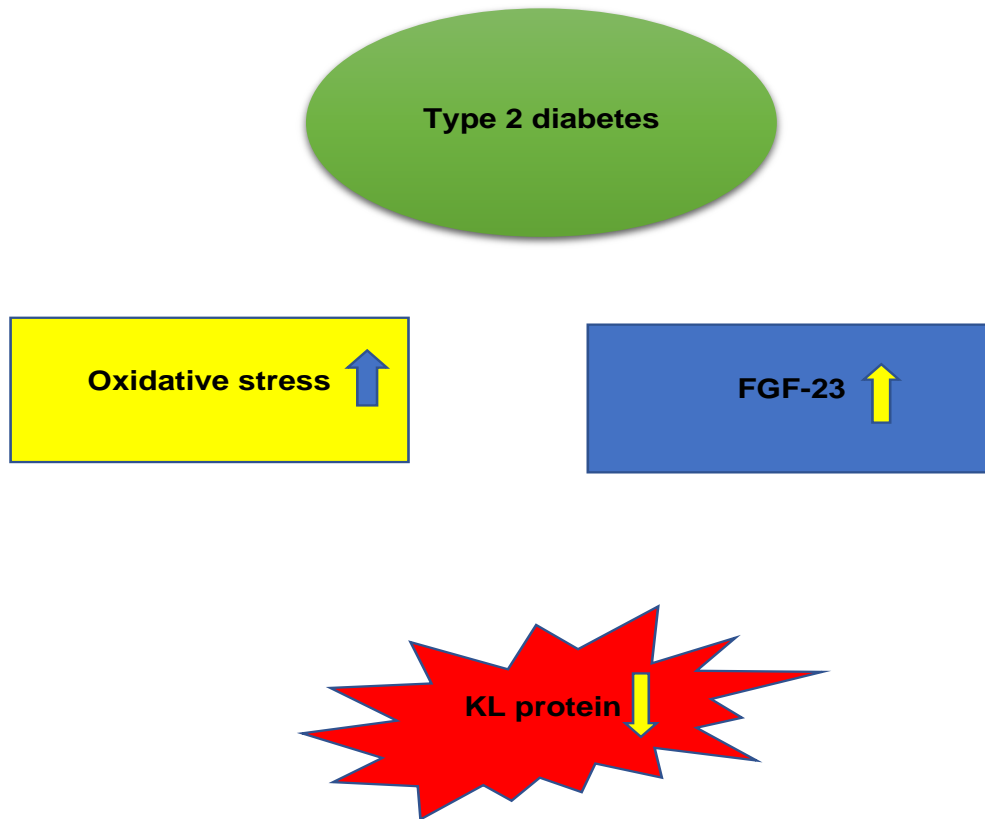 Type 2 diabetes
Oxidative stress
FGF-23
KL protein